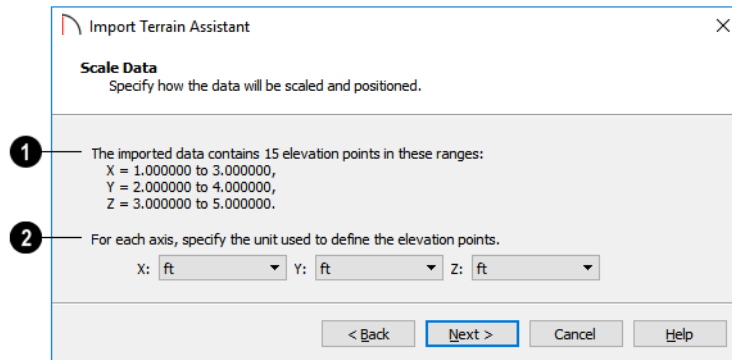 Import Terrain Assistant
Scale Data
Specify how the data will be scaled and positioned.
1
The imported data contains 15 elevation points in these ranges:
X = 1.000000 to 3.000000,
Y = 2.000000 to 4.000000,
Z = 3.000000 to 5.000000.
2
For each axis, specify the unit used to define the elevation points.
X: ft Y: ft Z: ft
< Back Next > Cancel Help